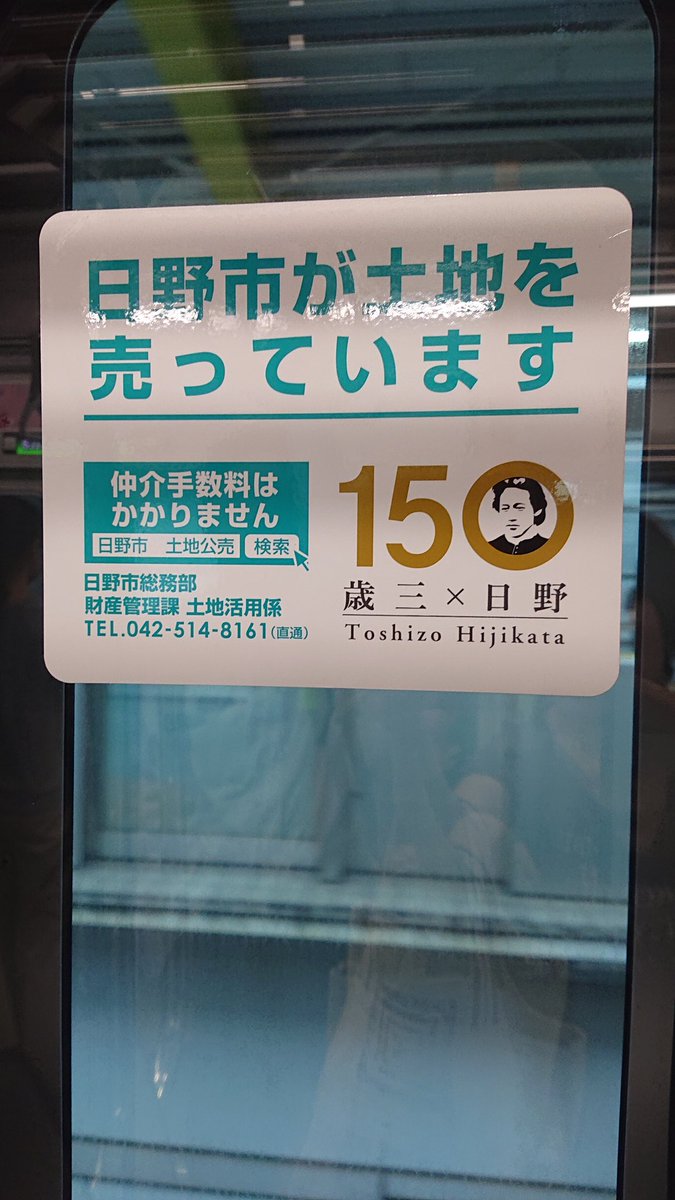 日野市が土地を
売っています
仲介手数料は
かかりません
日野市　土地公売 検索
日野市総務部
財産管理課 土地活用係
TEL.042-514-8161(直通)
150
歳三×日野
Toshizo Hijikata